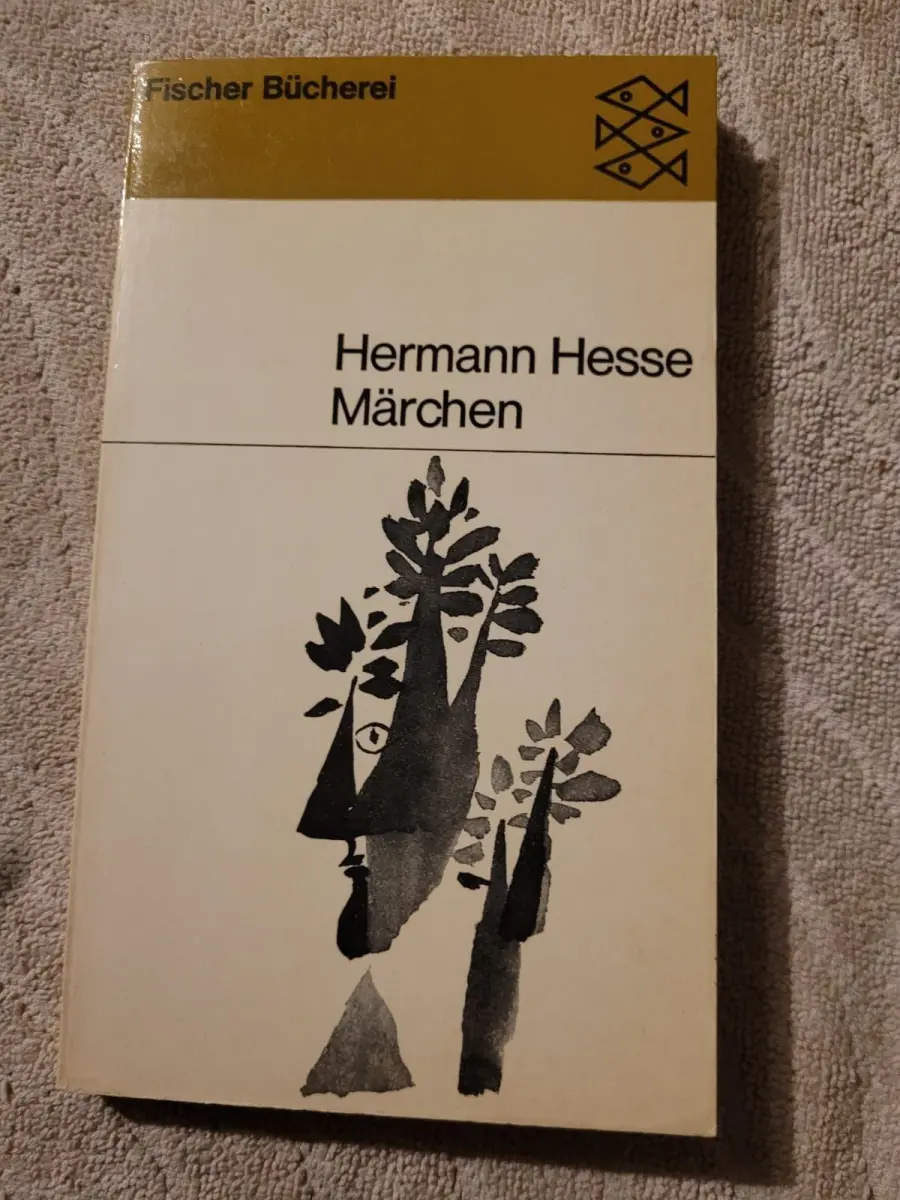 Fischer Bücherei
Hermann Hesse
Märchen